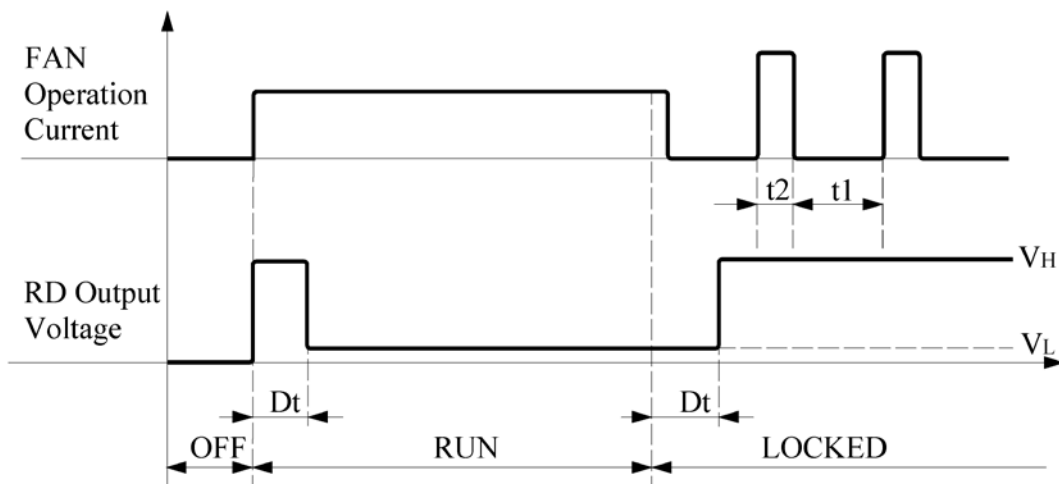 FAN
Operation
Current
t2
t1
VH
RD Output
Voltage
VL
Dt
Dt
OFF
RUN
LOCKED